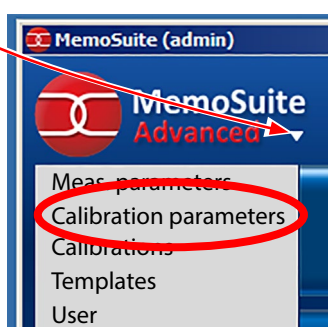 MemoSuite (admin)
MemoSuite
Advanced
Meas. parameters
Calibration parameters
Calibrations
Templates
User